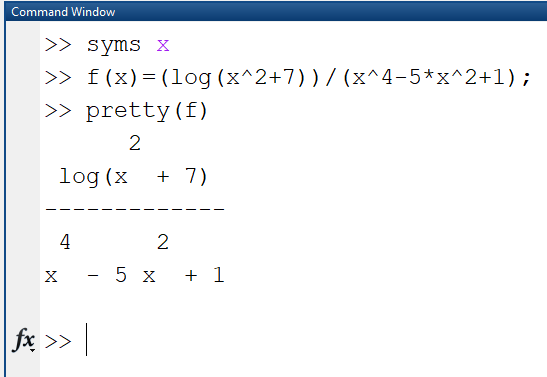 Command Window
>> syms x
>> f(x)=(log(x^2+7))/(x^4-5*x^2+1);
>> pretty(f)
2
log(x  + 7)
-------------
4      2
x  - 5 x  + 1
fx >>